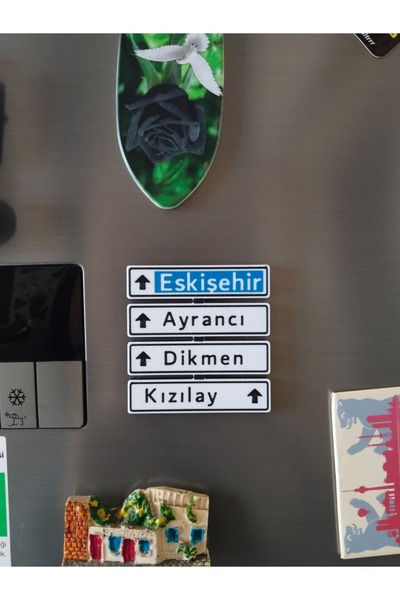 Eskişehir
Ayrancı
Dikmen
Kızılay